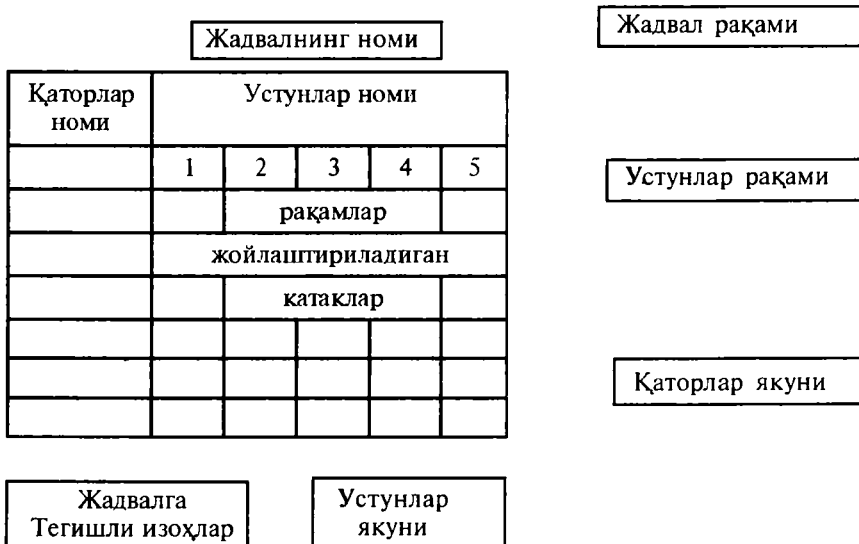 Жадвал рақами
Жадвалнинг номи
Қаторлар
номи
Устунлар номи
1 2 3 4 5
Устунлар рақами
рақамлар
жойлаштириладиган
катаклар
Қаторлар якуни
Жадвалга
Тегишли изоҳлар
Устунлар
якуни